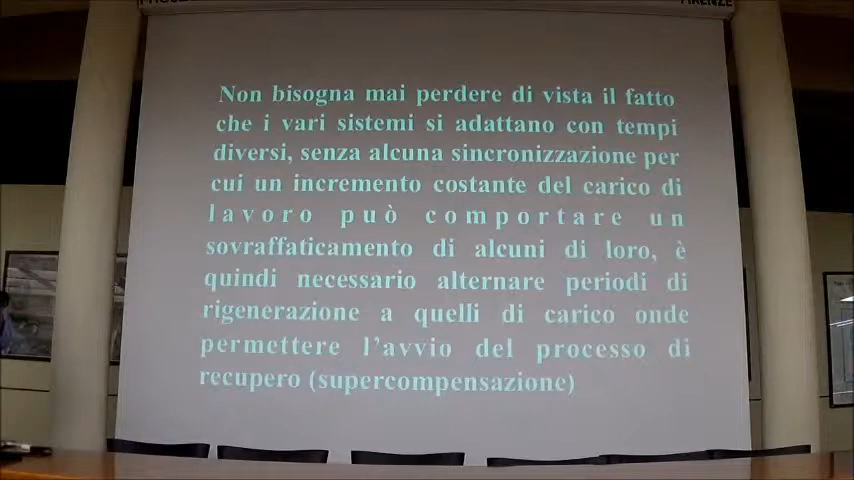 Non bisogna mai perdere di vista il fatto
che i vari sistemi si adattano con tempi
diversi, senza alcuna sincronizzazione per
cui un incremento costante del carico di
lavoro può comportare un
sovraffaticamento di alcuni di loro, è
quindi necessario alternare periodi di
rigenerazione a quelli di carico onde
permettere l’avvio del processo di
recupero (supercompensazione)